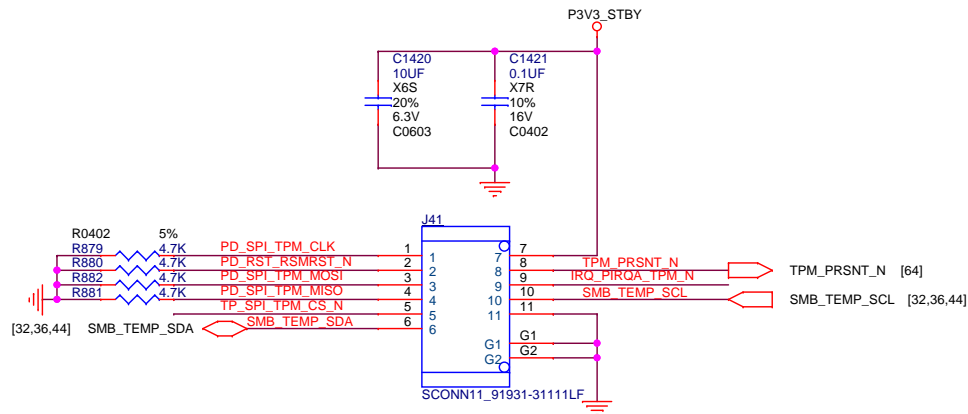 P3V3_STBY
C1420
10UF
X6S
20%
6.3V
C0603
C1421
0.1UF
X7R
10%
16V
C0402
J41
R0402 5%
R879 4.7K PD_SPI_TPM_CLK 1 1
R880 4.7K PD_RST_RSMRST_N 2 2
R882 4.7K PD_SPI_TPM_MOSI 3 3
R881 4.7K PD_SPI_TPM_MISO 4 4
TP_SPI_TPM_CS_N 5 5
[32,36,44] SMB_TEMP_SDA SMB_TEMP_SDA 6 6
7 7
8 8 TPM_PRSNT_N TPM_PRSNT_N [64]
9 9 IRQ_PIRQA_TPM_N
10 10 SMB_TEMP_SCL SMB_TEMP_SCL [32,36,44]
11 11
G1 G1
G2 G2
SCONN11_91931-31111LF